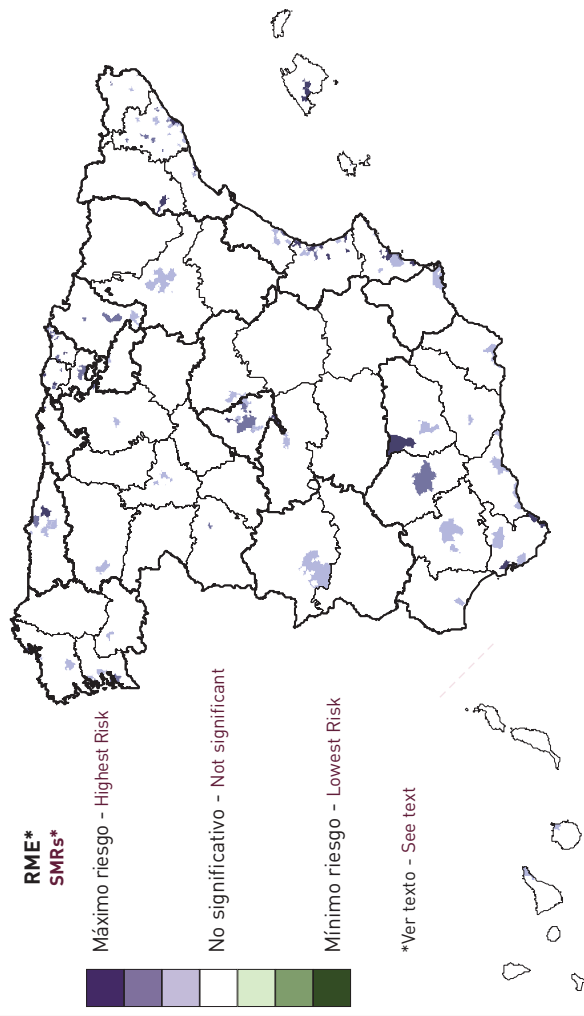 RME*
SMRs*
Máximo riesgo - Highest Risk
No significativo - Not significant
Mínimo riesgo - Lowest Risk
*Ver texto - See text